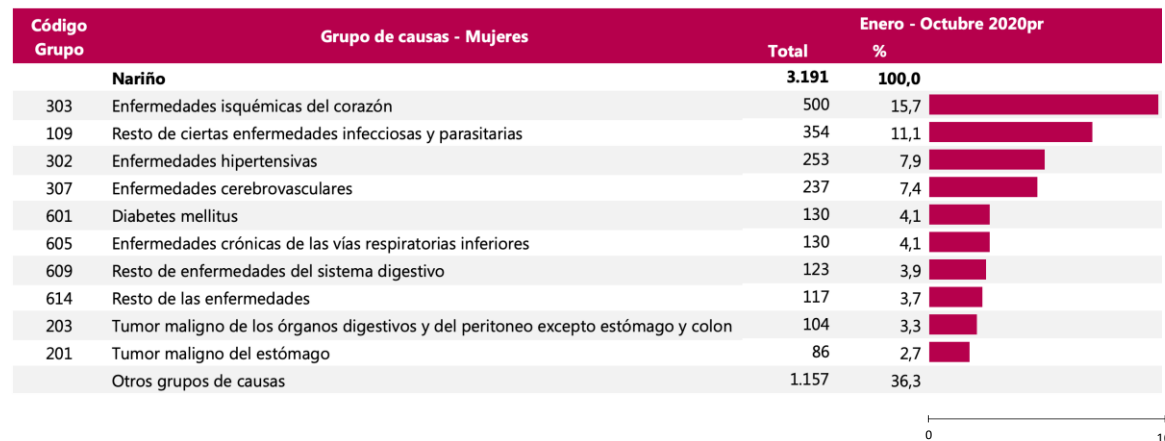 Código Grupo Grupo de causas - Mujeres Enero - Octubre 2020pr
Total %
Nariño 3.191 100,0
303 Enfermedades isquémicas del corazón 500 15,7
109 Resto de ciertas enfermedades infecciosas y parasitarias 354 11,1
302 Enfermedades hipertensivas 253 7,9
307 Enfermedades cerebrovasculares 237 7,4
601 Diabetes mellitus 130 4,1
605 Enfermedades crónicas de las vías respiratorias inferiores 130 4,1
609 Resto de enfermedades del sistema digestivo 123 3,9
614 Resto de las enfermedades 117 3,7
203 Tumor maligno de los órganos digestivos y del peritoneo excepto estómago y colon 104 3,3
201 Tumor maligno del estómago 86 2,7
Otros grupos de causas 1.157 36,3
0